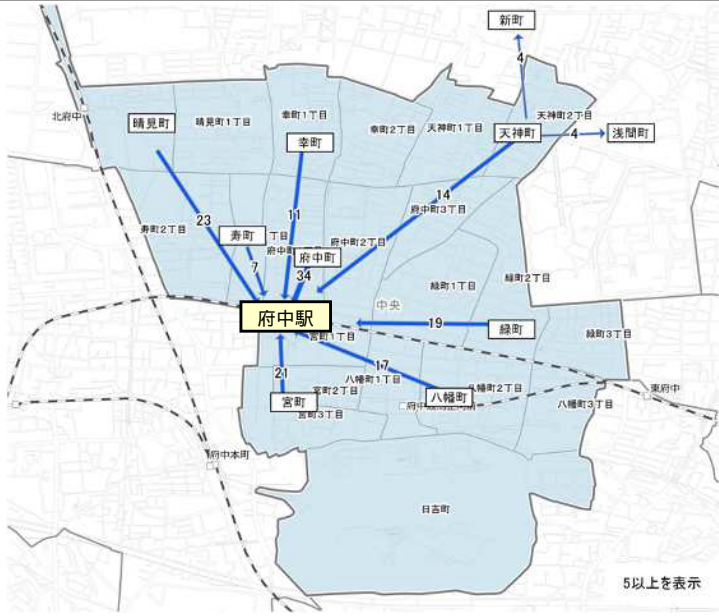 新町
4
天神町2丁目
天神町
4
浅間町
北府中
晴見町
晴見町1丁目
幸町1丁目
幸町2丁目
天神町1丁目
幸町
14
府中町3丁目
23
11
寿町2丁目
寿町
丁目
府中町2丁目
府中町
7
34
緑町1丁目
緑町2丁目
中央
府中駅
19
緑町
緑町3丁目
宮町1丁目
17
21
八幡町1丁目
宮町2丁目
八幡町2丁目
東府中
宮町
八幡町
八幡町3丁目
宮町3丁目
府中本町
日吉町
5以上を表示